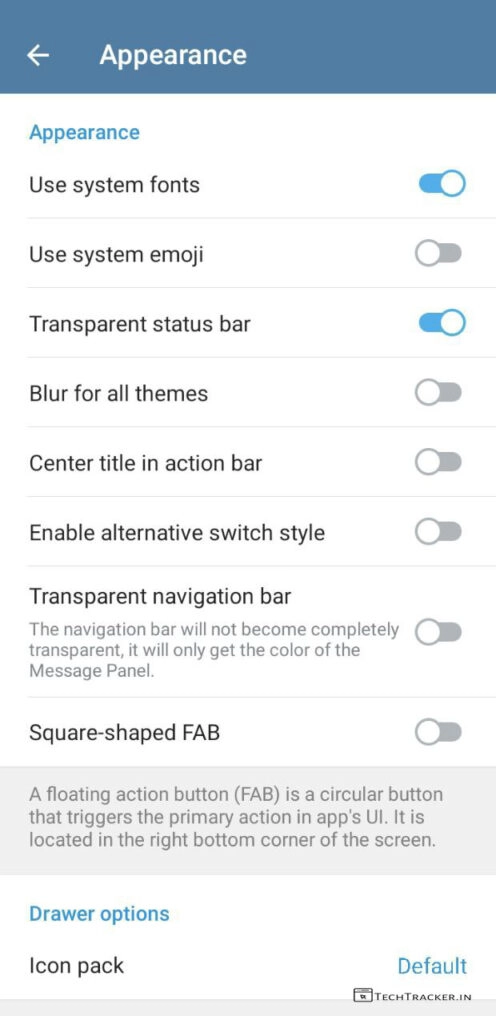 Appearance
Appearance
Use system fonts
Use system emoji
Transparent status bar
Blur for all themes
Center title in action bar
Enable alternative switch style
Transparent navigation bar
The navigation bar will not become completely
transparent, it will only get the color of the
Message Panel.
Square-shaped FAB
A floating action button (FAB) is a circular button
that triggers the primary action in app's UI. It is
located in the right bottom corner of the screen.
Drawer options
Icon pack Default
TECHTRACKER.IN